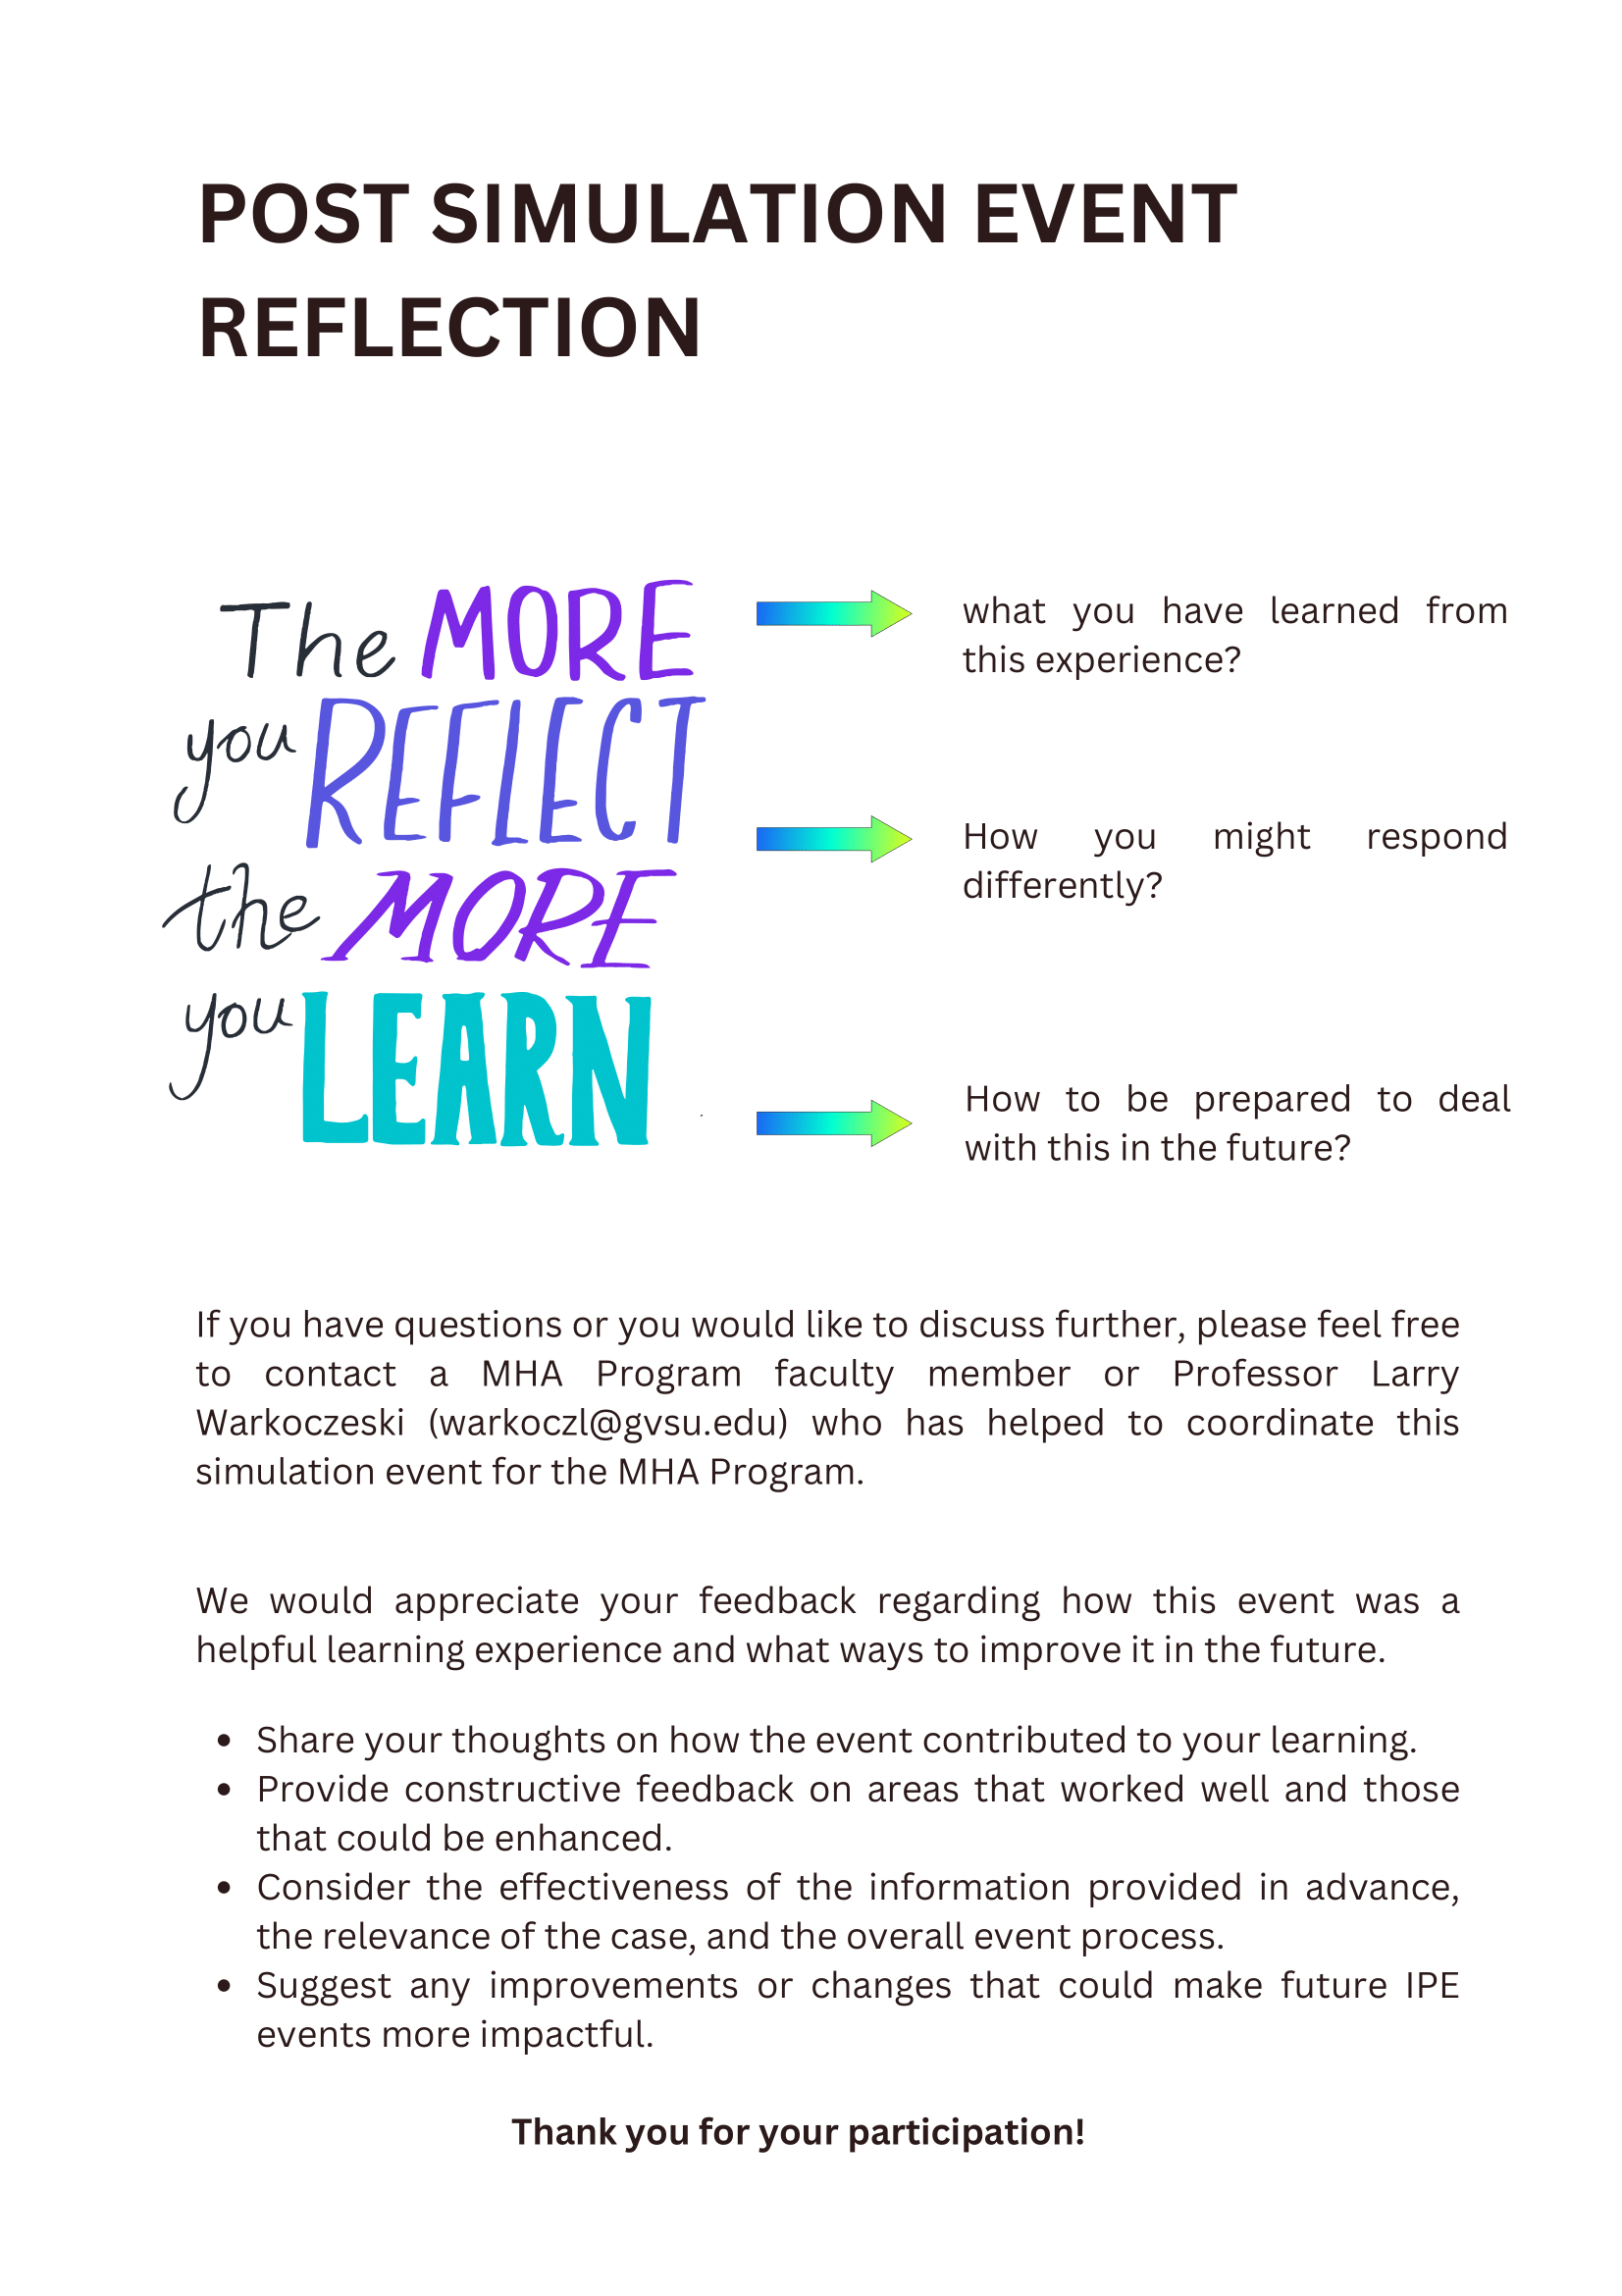 POST SIMULATION EVENT
REFLECTION
The MORE
you REFLECT
the MORE
you LEARN
what you have learned from
this experience?
How you might respond
differently?
How to be prepared to deal
with this in the future?
If you have questions or you would like to discuss further, please feel free
to contact a MHA Program faculty member or Professor Larry
Warkoczeski (warkoczl@gvsu.edu) who has helped to coordinate this
simulation event for the MHA Program.
We would appreciate your feedback regarding how this event was a
helpful learning experience and what ways to improve it in the future.
• Share your thoughts on how the event contributed to your learning.
• Provide constructive feedback on areas that worked well and those
that could be enhanced.
• Consider the effectiveness of the information provided in advance,
the relevance of the case, and the overall event process.
• Suggest any improvements or changes that could make future IPE
events more impactful.
Thank you for your participation!